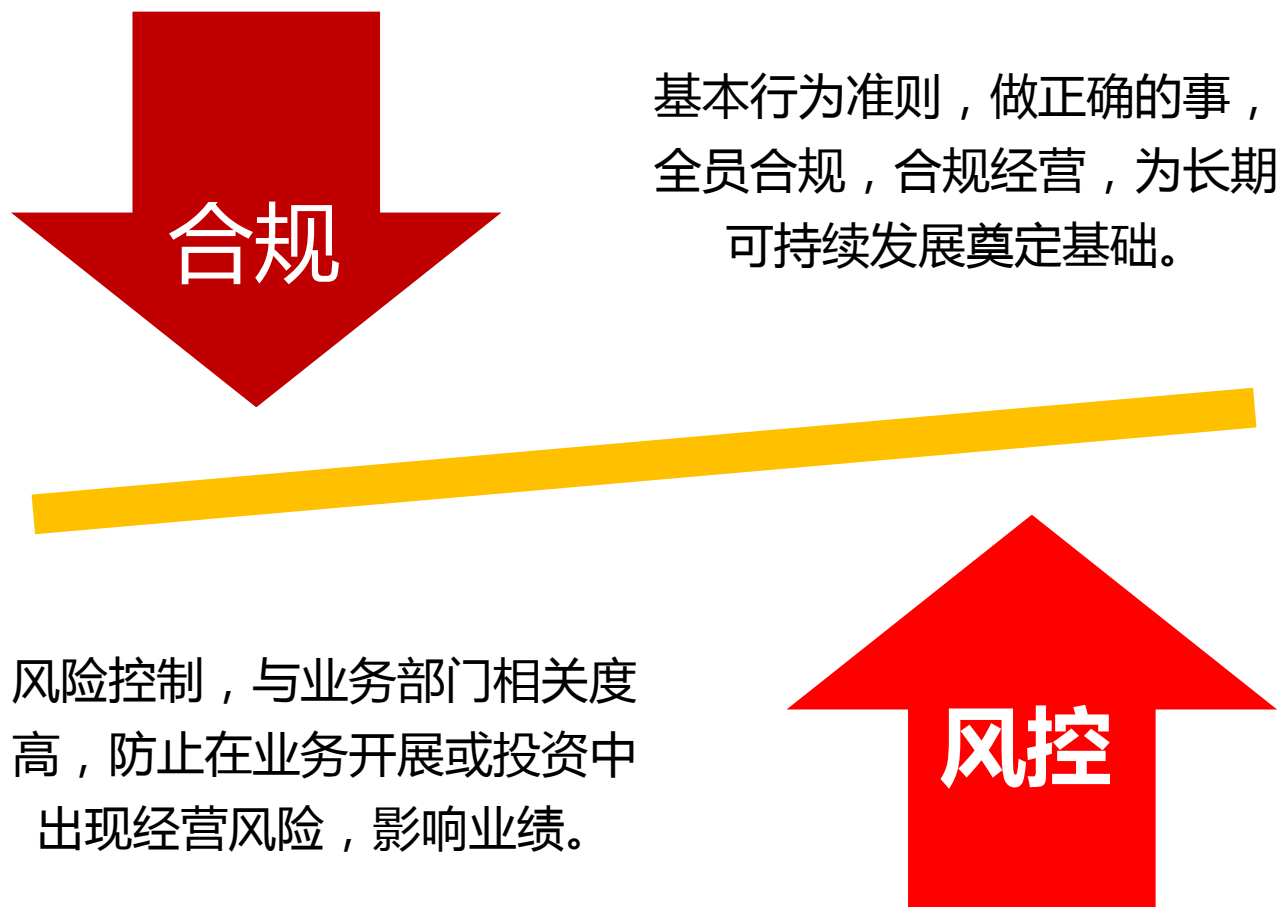 合规
基本行为准则，做正确的事，
全员合规，合规经营，为长期
可持续发展奠定基础。
风险控制，与业务部门相关度
高，防止在业务开展或投资中
出现经营风险，影响业绩。
风控